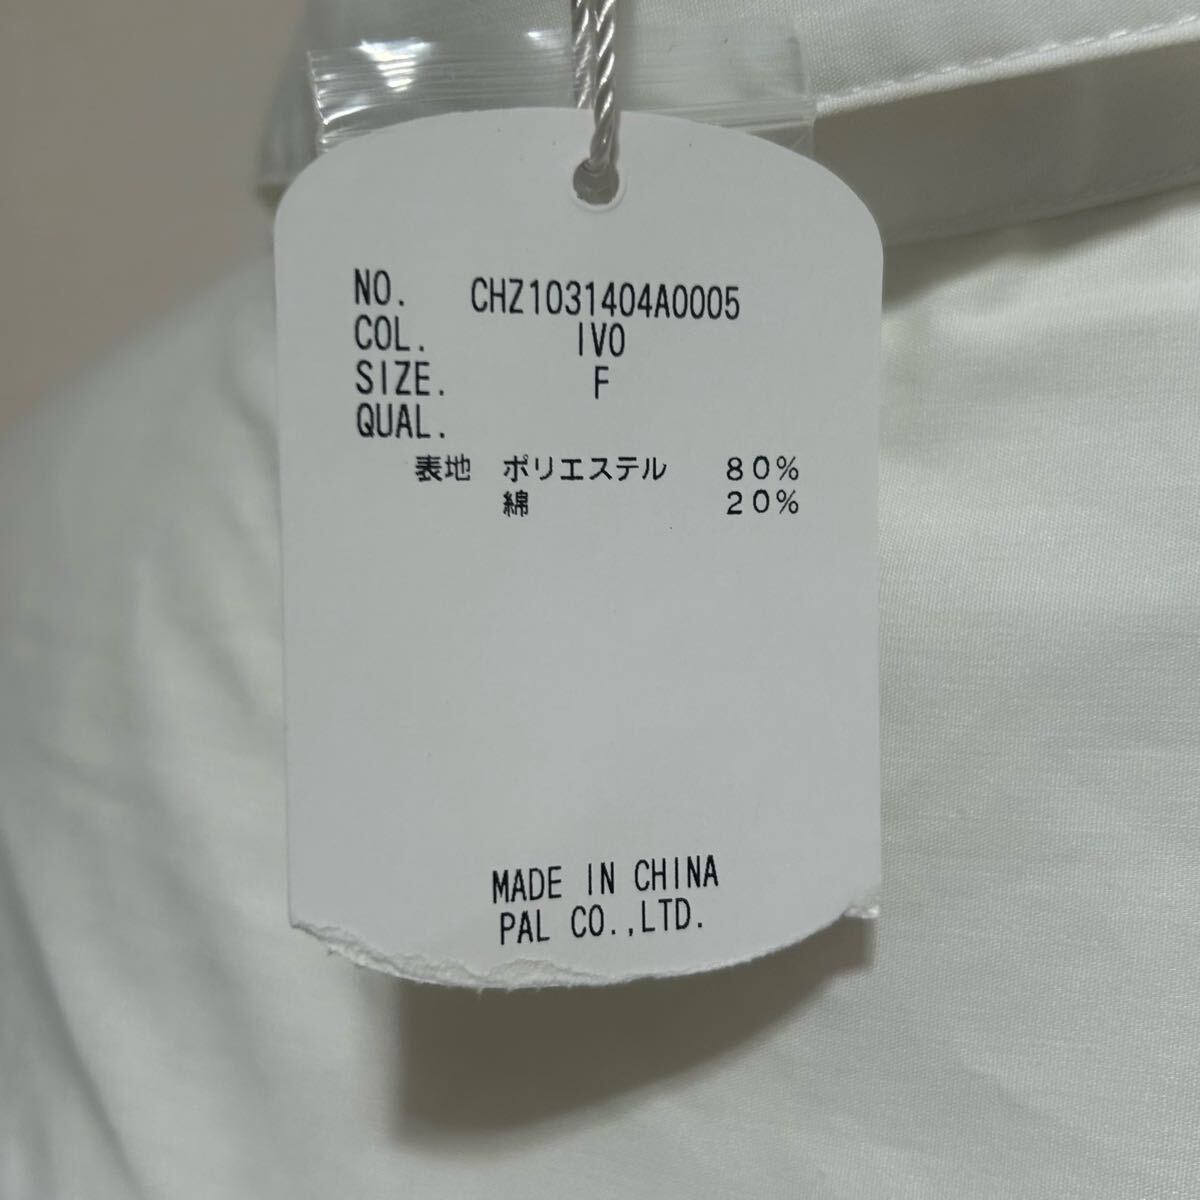 NO. CHZ1031404A0005
COL. IVO
SIZE. F
QUAL.
表地 ポリエステル 80%
綿 20%
MADE IN CHINA
PAL CO.,LTD.